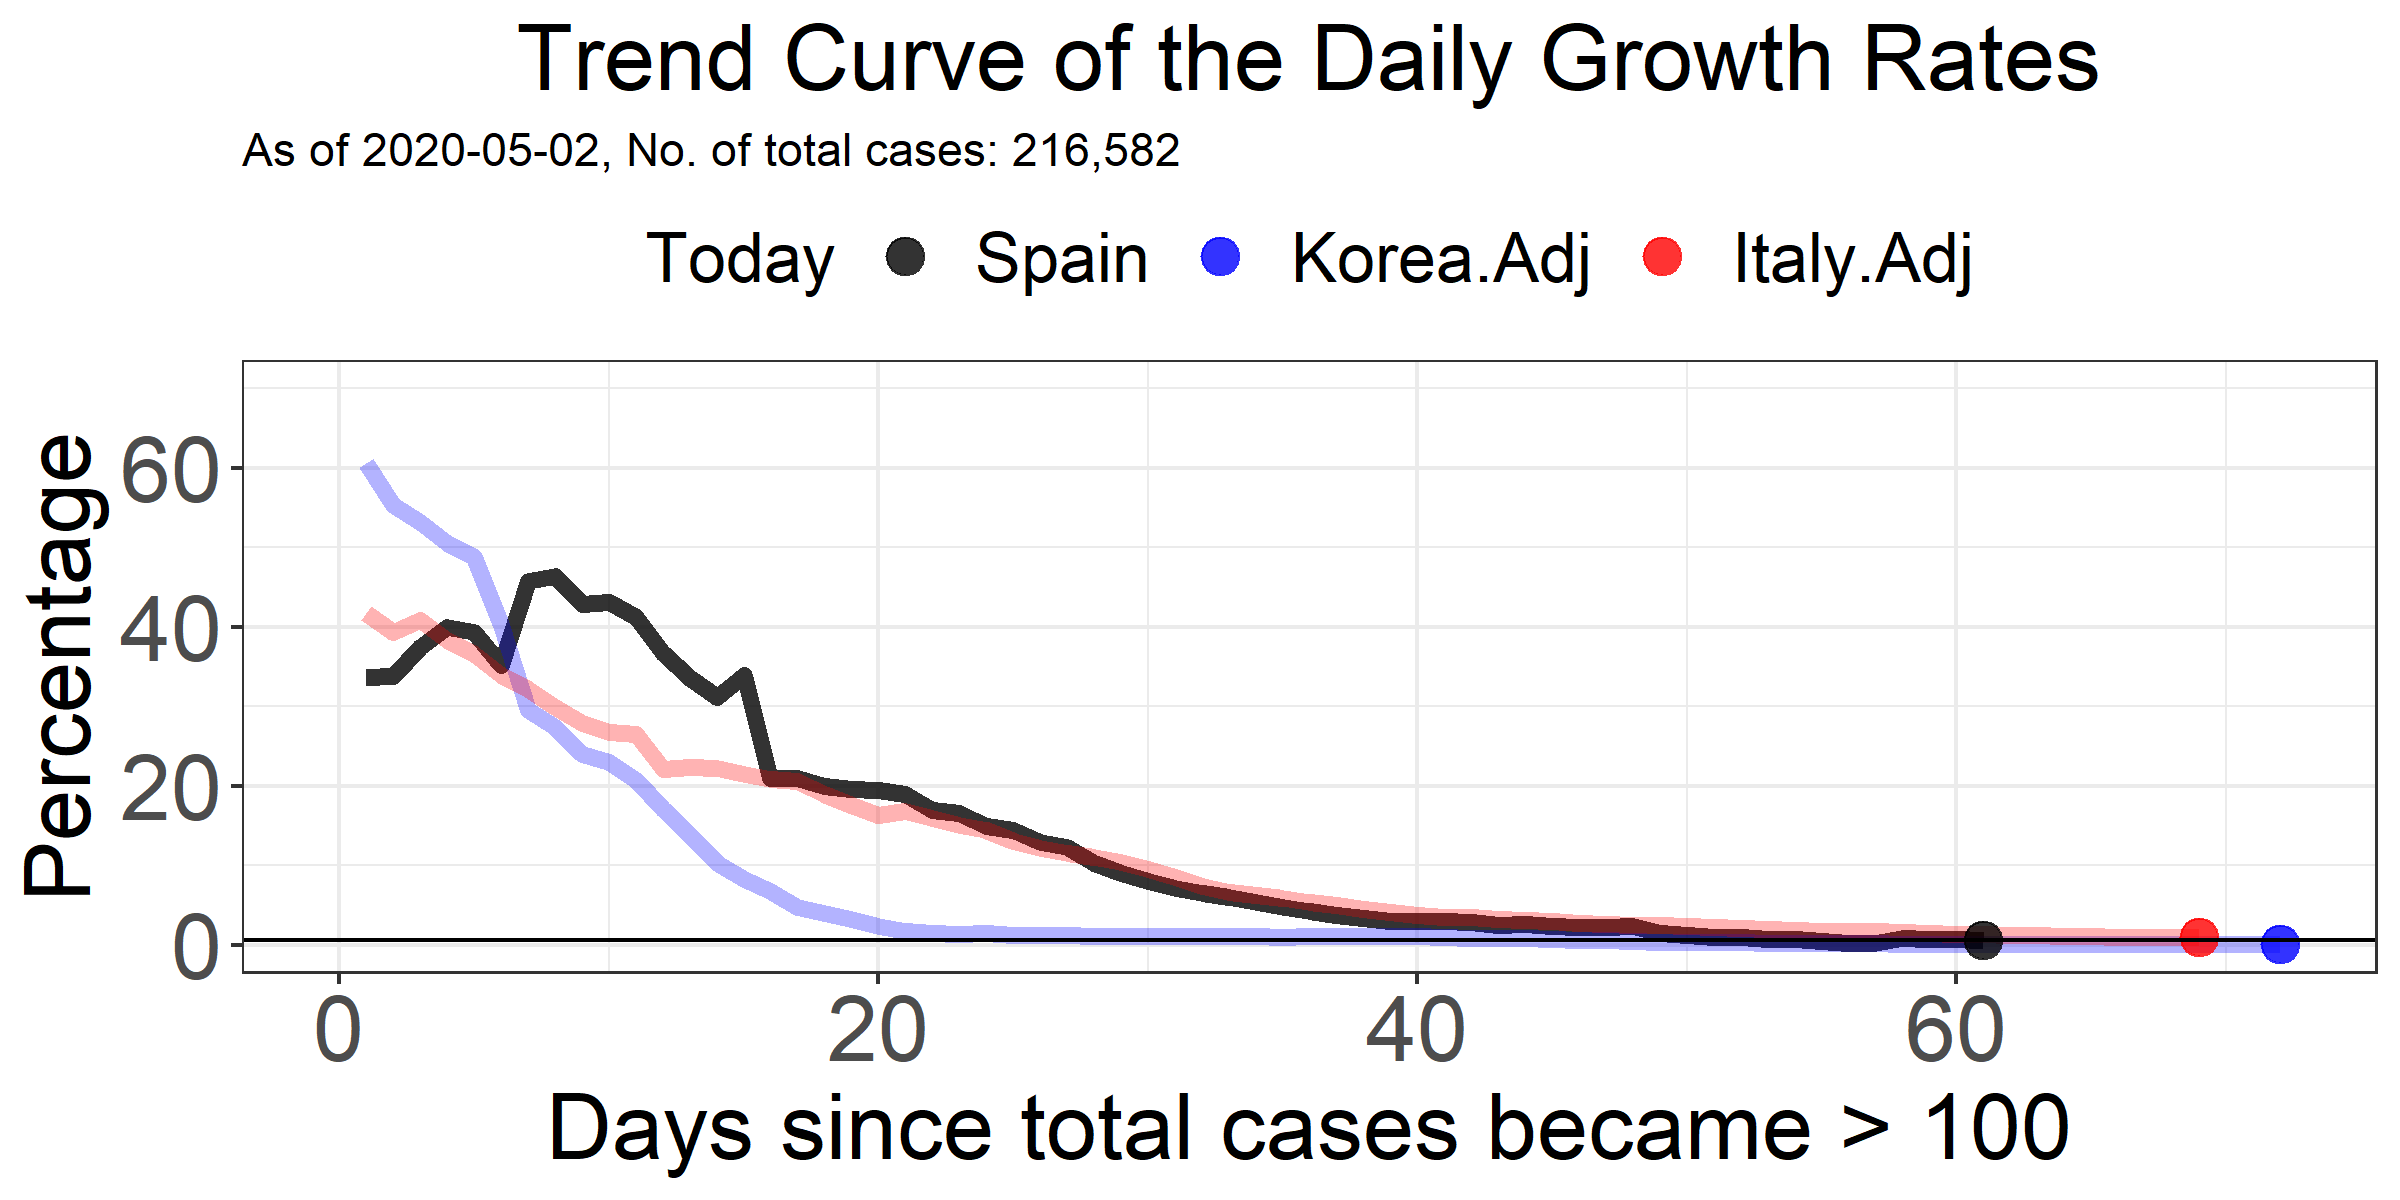 Trend Curve of the Daily Growth Rates
As of 2020-05-02, No. of total cases: 216,582
Today Spain Korea.Adj Italy.Adj
Percentage
60
40
20
0
0 20 40 60
Days since total cases became > 100